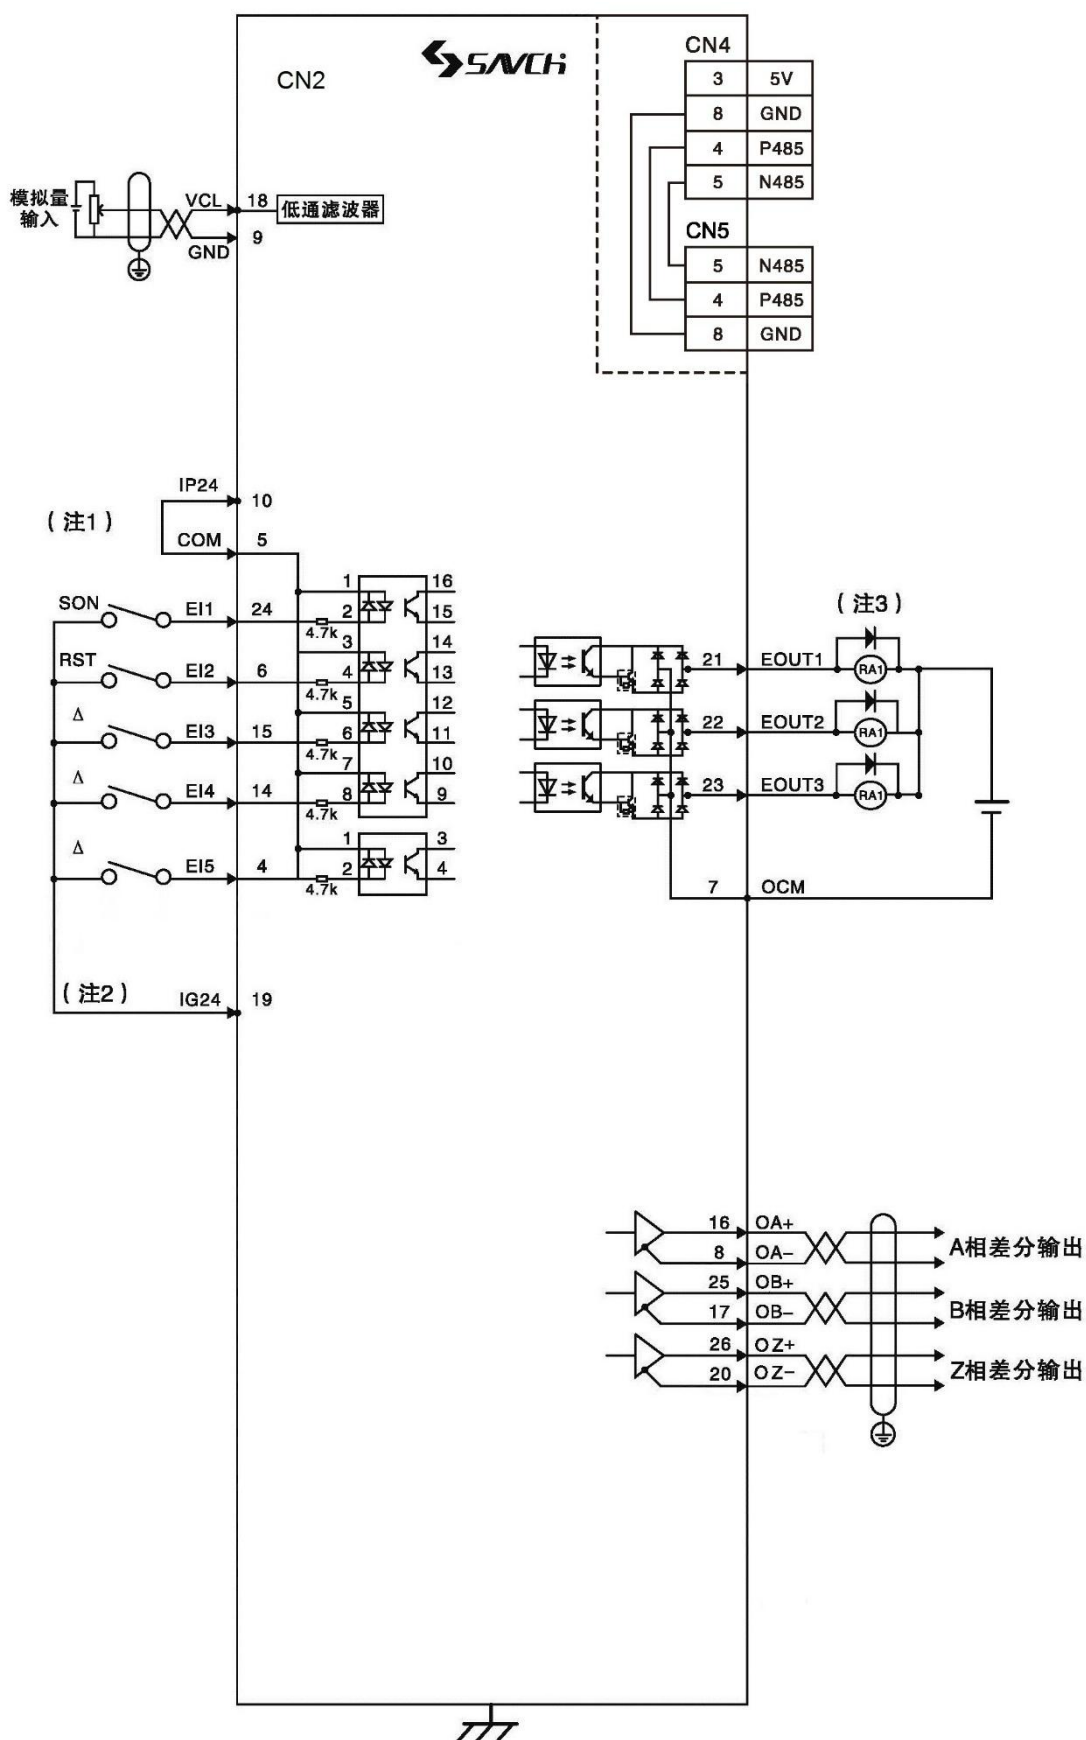 SAVCh
CN2
CN4
3 5V
8 GND
4 P485
5 N485
CN5
5 N485
4 P485
8 GND
模拟量
输入
VCL 18 低通滤波器
GND 9
IP24 10
(注1)
COM 5
SON EI1 24 4.7k 1 2 16 15
RST EI2 6 4.7k 3 4 14 13
Δ EI3 15 4.7k 5 6 12 11
Δ EI4 14 4.7k 7 8 10 9
Δ EI5 4 4.7k 1 2 3 4
(注2)
IG24 19
(注3)
21 EOUT1 RA1
22 EOUT2 RA1
23 EOUT3 RA1
7 OCM
16 OA+
8 OA-
A相差分输出
25 OB+
17 OB-
B相差分输出
26 OZ+
20 OZ-
Z相差分输出